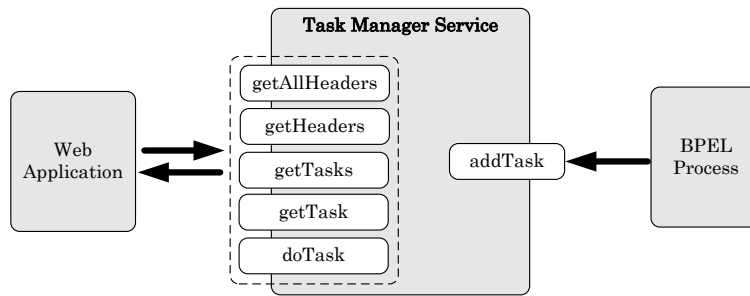 Task Manager Service
getAllHeaders
getHeaders
getTasks
getTask
doTask
Web
Application
addTask
BPEL
Process